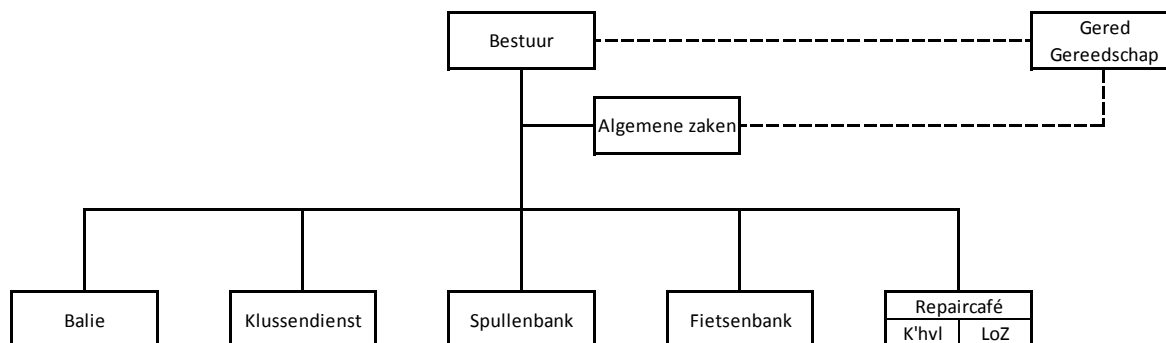 Bestuur
Gered
Gereedschap
Algemene zaken
Balie
Klussendienst
Spullenbank
Fietsenbank
Repaircafé
K'hvl
LoZ